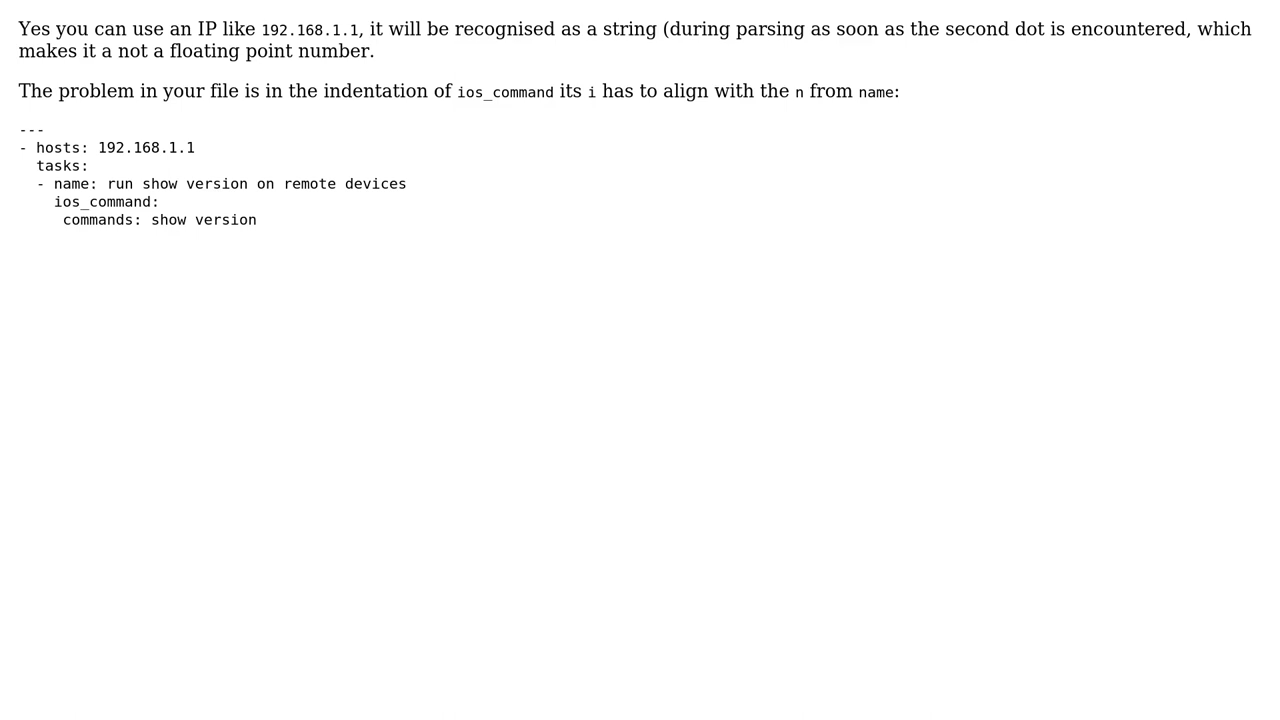 Yes you can use an IP like 192.168.1.1, it will be recognised as a string (during parsing as soon as the second dot is encountered, which
makes it a not a floating point number.
The problem in your file is in the indentation of ios_command its i has to align with the n from name:
---
- hosts: 192.168.1.1
  tasks:
  - name: run show version on remote devices
    ios_command:
     commands: show version